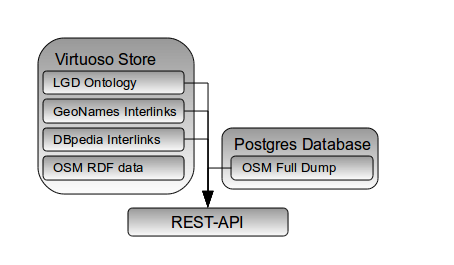 Virtuoso Store
LGD Ontology
GeoNames Interlinks
DBpedia Interlinks
OSM RDF data
Postgres Database
OSM Full Dump
REST-API